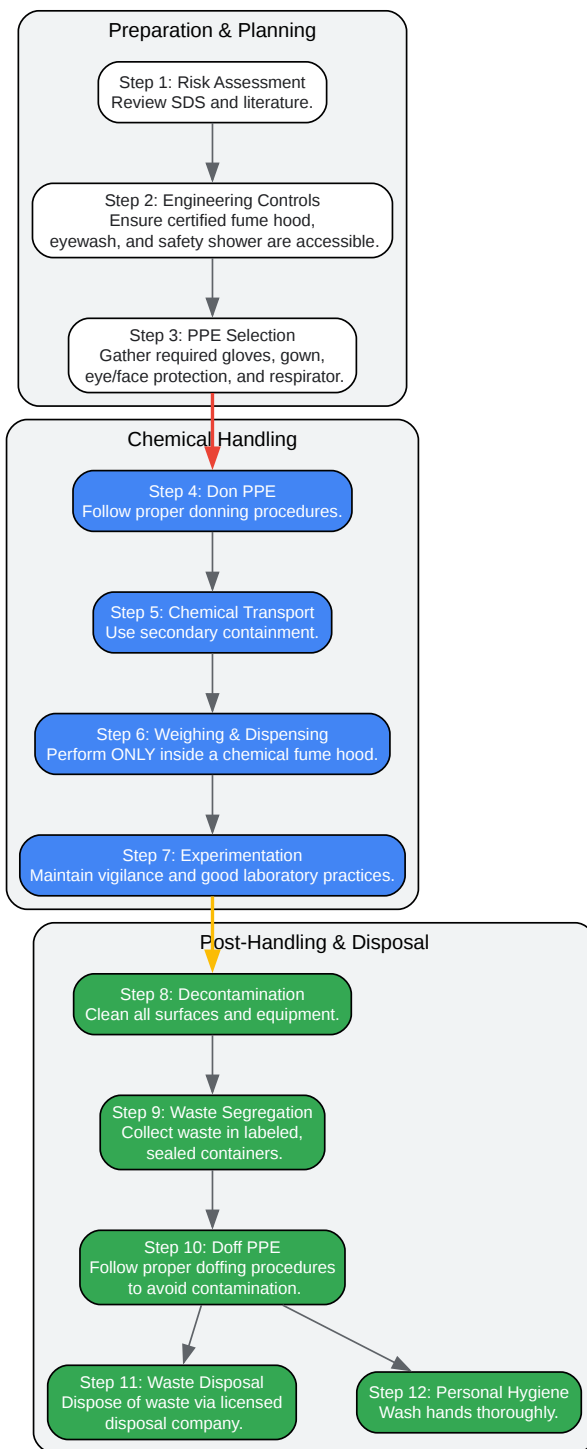 Preparation & Planning
Step 1: Risk Assessment
Review SDS and literature.
Step 2: Engineering Controls
Ensure certified fume hood,
eyewash, and safety shower are accessible.
Step 3: PPE Selection
Gather required gloves, gown,
eye/face protection, and respirator.
Chemical Handling
Step 4: Don PPE
Follow proper donning procedures.
Step 5: Chemical Transport
Use secondary containment.
Step 6: Weighing & Dispensing
Perform ONLY inside a chemical fume hood.
Step 7: Experimentation
Maintain vigilance and good laboratory practices.
Post-Handling & Disposal
Step 8: Decontamination
Clean all surfaces and equipment.
Step 9: Waste Segregation
Collect waste in labeled,
sealed containers.
Step 10: Doff PPE
Follow proper doffing procedures
to avoid contamination.
Step 11: Waste Disposal
Dispose of waste via licensed
disposal company.
Step 12: Personal Hygiene
Wash hands thoroughly.